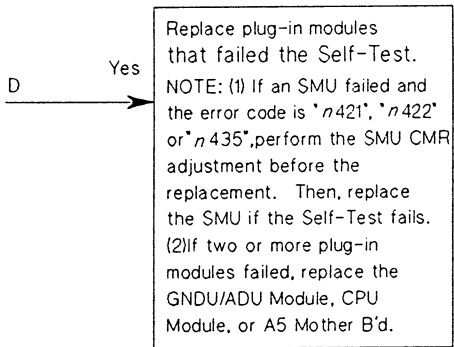 D
Yes
Replace plug-in modules
that failed the Self-Test.
NOTE: (1) If an SMU failed and
the error code is "n421", "n422"
or"n435",perform the SMU CMR
adjustment before the
replacement. Then, replace
the SMU if the Self-Test fails.
(2)If two or more plug-in
modules failed, replace the
GNDU/ADU Module, CPU
Module, or A5 Mother B'd.